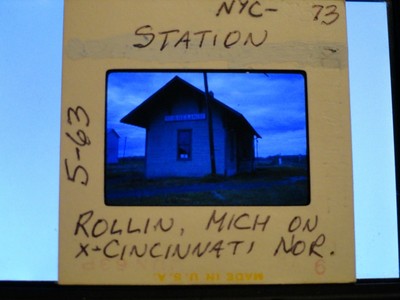 NYC- 73
STATION
5-63
ROLLIN, MICH ON
X-CINCINNATI NOR.
MADE IN U.S.A.